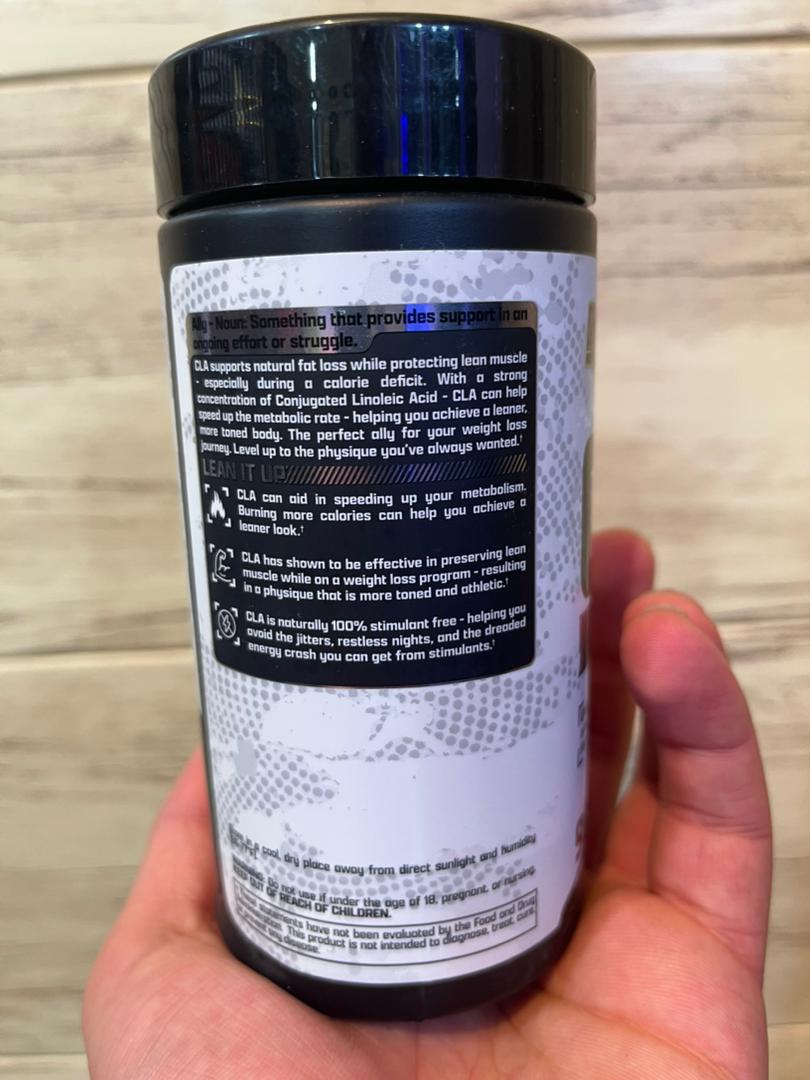 Ally - Noun: Something that provides support in an
ongoing effort or struggle.
CLA supports natural fat loss while protecting lean muscle
- especially during a calorie deficit. With a strong
concentration of Conjugated Linoleic Acid - CLA can help
speed up the metabolic rate - helping you achieve a leaner,
more toned body. The perfect ally for your weight loss
journey. Level up to the physique you've always wanted.†
LEAN IT UP
CLA can aid in speeding up your metabolism.
Burning more calories can help you achieve a
leaner look.†
CLA has shown to be effective in preserving lean
muscle while on a weight loss program - resulting
in a physique that is more toned and athletic.†
CLA is naturally 100% stimulant free - helping you
avoid the jitters, restless nights, and the dreaded
energy crash you can get from stimulants.†
in a cool, dry place away from direct sunlight and humidity
WARNING: Do not use if under the age of 18, pregnant, or nursing.
KEEP OUT OF REACH OF CHILDREN.
These statements have not been evaluated by the Food and Drug
This product is not intended to diagnose, treat, cure,
or prevent any disease.